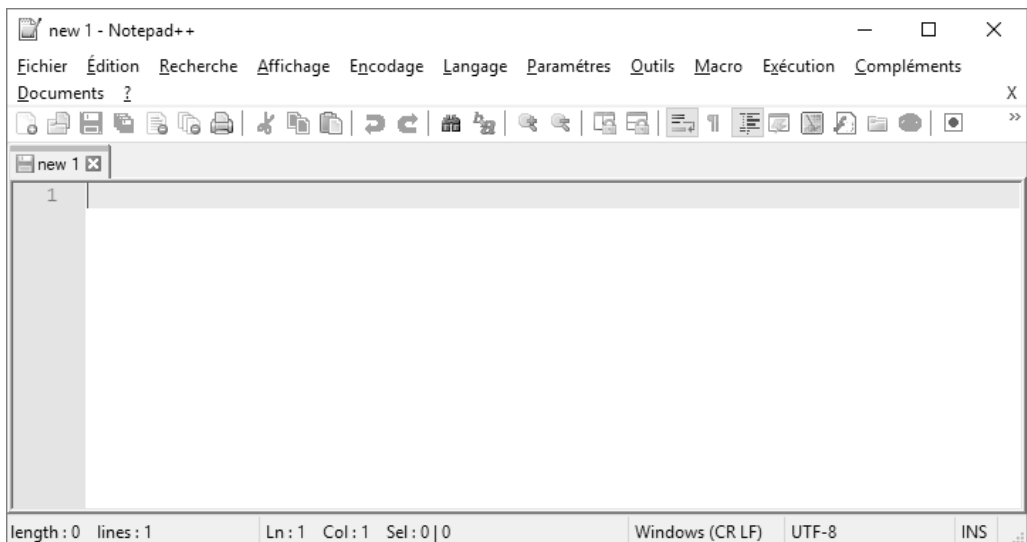 new 1 - Notepad++
Fichier Édition Recherche Affichage Encodage Langage Paramétres Outils Macro Exécution Compléments
Documents ? X
new 1
1
length : 0 lines : 1 Ln : 1 Col : 1 Sel : 0 | 0 Windows (CR LF) UTF-8 INS